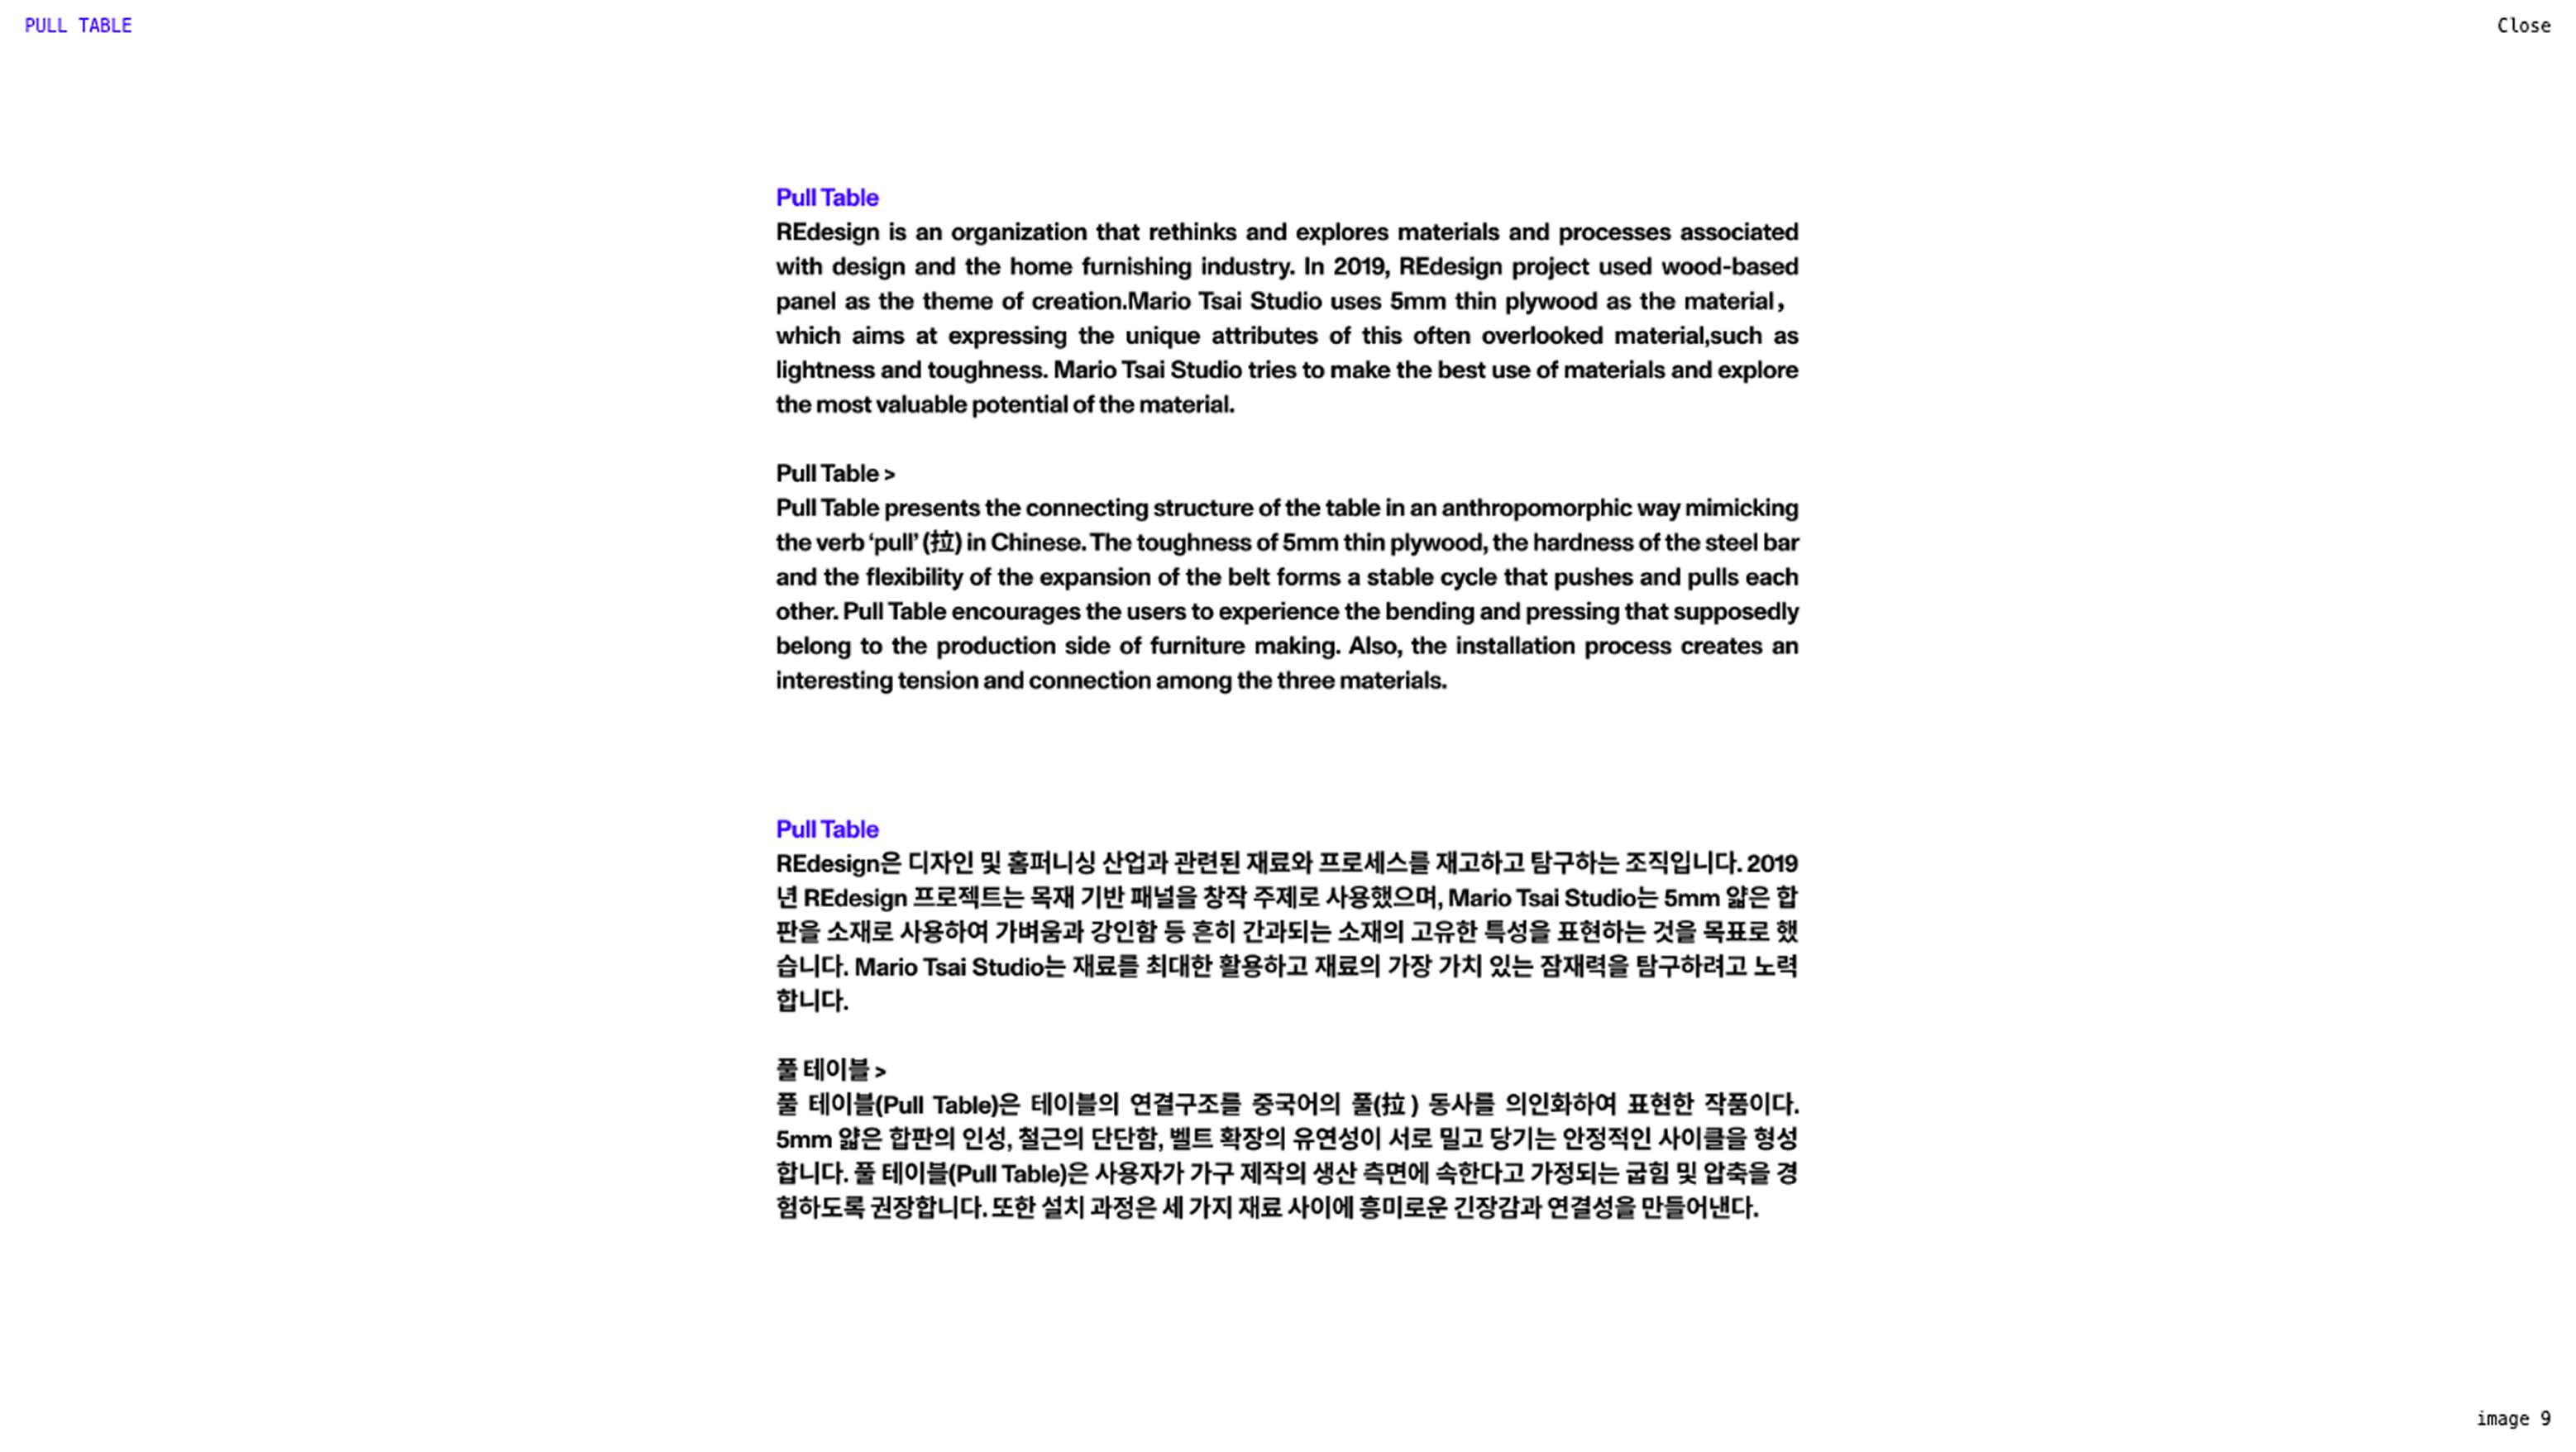 PULL TABLE
Close
Pull Table
REdesign is an organization that rethinks and explores materials and processes associated
with design and the home furnishing industry. In 2019, REdesign project used wood-based
panel as the theme of creation.Mario Tsai Studio uses 5mm thin plywood as the material，
which aims at expressing the unique attributes of this often overlooked material,such as
lightness and toughness. Mario Tsai Studio tries to make the best use of materials and explore
the most valuable potential of the material.
Pull Table >
Pull Table presents the connecting structure of the table in an anthropomorphic way mimicking
the verb ‘pull’ (拉) in Chinese. The toughness of 5mm thin plywood, the hardness of the steel bar
and the flexibility of the expansion of the belt forms a stable cycle that pushes and pulls each
other. Pull Table encourages the users to experience the bending and pressing that supposedly
belong to the production side of furniture making. Also, the installation process creates an
interesting tension and connection among the three materials.
Pull Table
REdesign은 디자인 및 홈퍼니싱 산업과 관련된 재료와 프로세스를 재고하고 탐구하는 조직입니다. 2019
년 REdesign 프로젝트는 목재 기반 패널을 창작 주제로 사용했으며, Mario Tsai Studio는 5mm 얇은 합
판을 소재로 사용하여 가벼움과 강인함 등 흔히 간과되는 소재의 고유한 특성을 표현하는 것을 목표로 했
습니다. Mario Tsai Studio는 재료를 최대한 활용하고 재료의 가장 가치 있는 잠재력을 탐구하려고 노력
합니다.
풀 테이블 >
풀 테이블(Pull Table)은 테이블의 연결구조를 중국어의 풀(拉 ) 동사를 의인화하여 표현한 작품이다.
5mm 얇은 합판의 인성, 철근의 단단함, 벨트 확장의 유연성이 서로 밀고 당기는 안정적인 사이클을 형성
합니다. 풀 테이블(Pull Table)은 사용자가 가구 제작의 생산 측면에 속한다고 가정되는 굽힘 및 압축을 경
험하도록 권장합니다. 또한 설치 과정은 세 가지 재료 사이에 흥미로운 긴장감과 연결성을 만들어낸다.
image 9